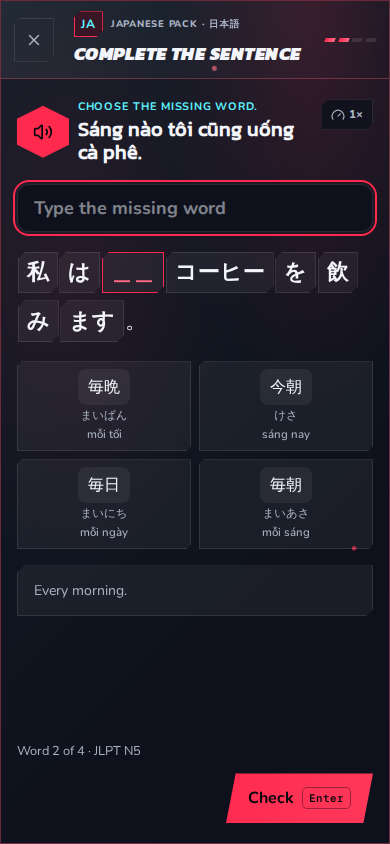 JA JAPANESE PACK · 日本語
COMPLETE THE SENTENCE
CHOOSE THE MISSING WORD.
Sáng nào tôi cũng uống
cà phê.
1×
Type the missing word
私 は __ コーヒー を 飲
み ます 。
毎晩
まいばん
mỗi tối
今朝
けさ
sáng nay
毎日
まいにち
mỗi ngày
毎朝
まいあさ
mỗi sáng
Every morning.
Word 2 of 4 · JLPT N5
Check Enter